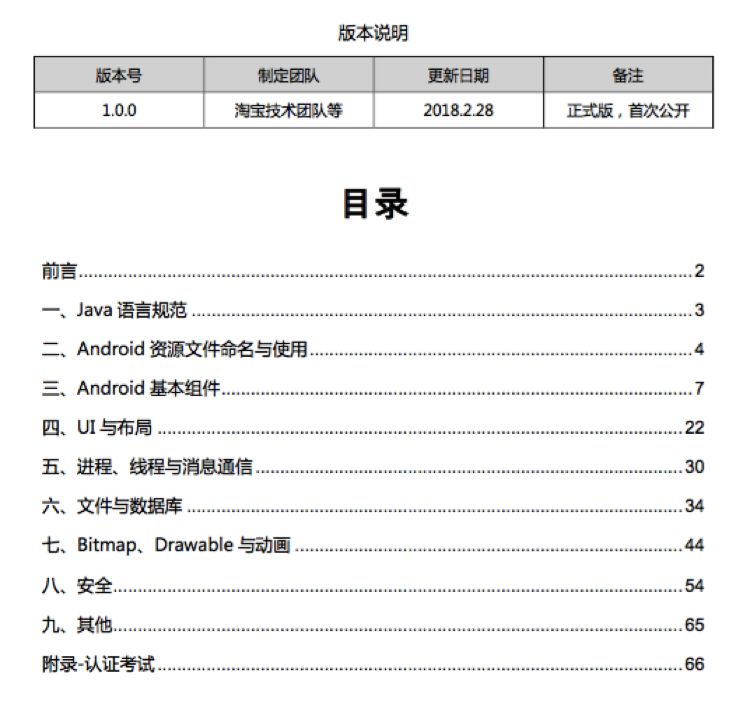 版本说明
版本号 制定团队 更新日期 备注
1.0.0 淘宝技术团队等 2018.2.28 正式版，首次公开
目录
前言 2
一、Java 语言规范 3
二、Android 资源文件命名与使用 4
三、Android 基本组件 7
四、UI 与布局 22
五、进程、线程与消息通信 30
六、文件与数据库 34
七、Bitmap、Drawable 与动画 44
八、安全 54
九、其他 65
附录-认证考试 66